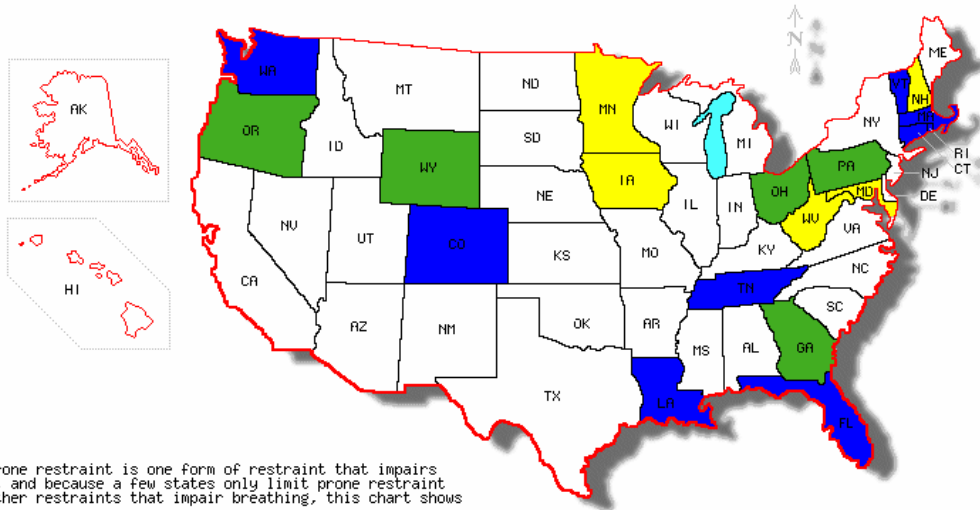 N
ME
WA
VT
MT
ND
NH
MN
AK
MA
OR
WI
NY
SD
MI
ID
RI
CT
PA
WY
NJ
IA
OH
MD
NE
DE
IL
IN
WV
NV
VA
UT
CO
KY
MO
KS
NC
CA
HI
TN
SC
OK
AR
AZ
NM
MS
AL
GA
TX
LA
FL
rone restraint is one form of restraint that impairs
and because a few states only limit prone restraint
ther restraints that impair breathing, this chart shows